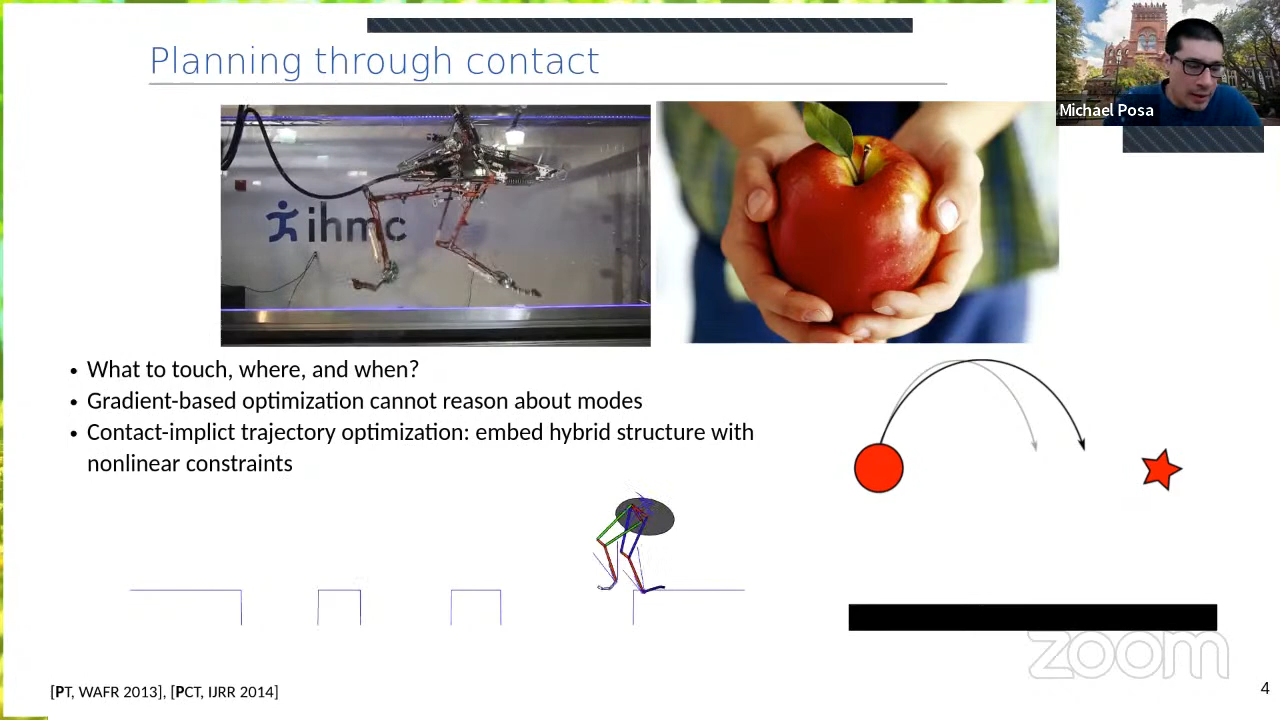 Planning through contact
Michael Posa
ihmc
• What to touch, where, and when?
• Gradient-based optimization cannot reason about modes
• Contact-implict trajectory optimization: embed hybrid structure with
nonlinear constraints
zoom
[PT, WAFR 2013], [PCT, IJRR 2014]
4